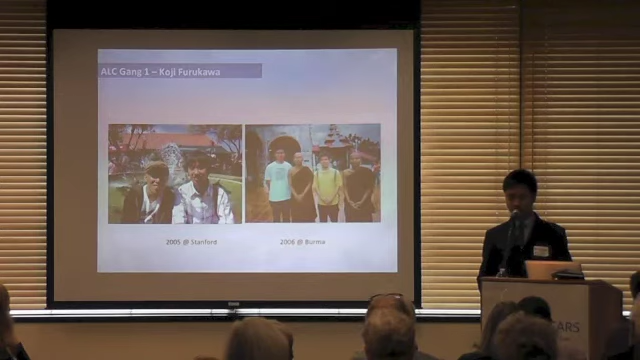 ALC Gang 1 – Koji Furukawa
2005 @ Stanford
2006 @ Burma